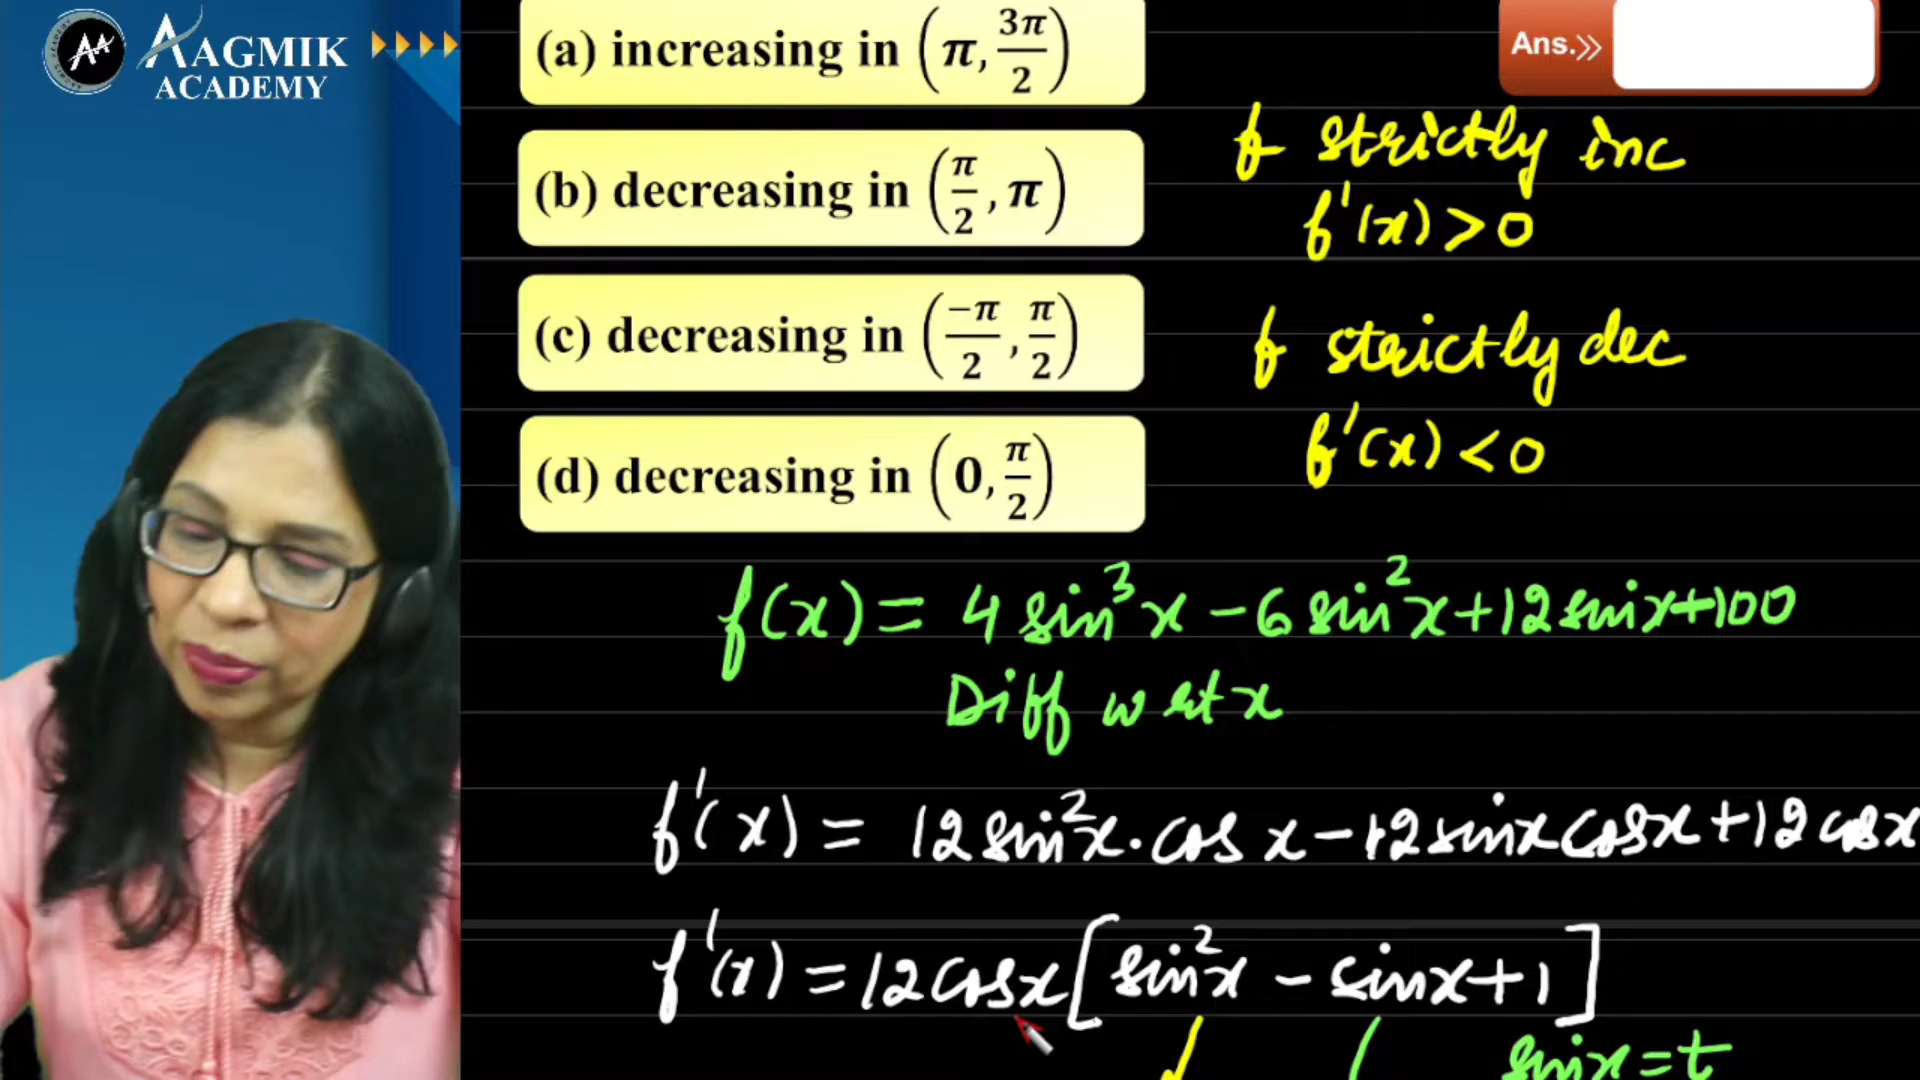 AAGMIK
ACADEMY
(a) increasing in (π, 3π/2)
Ans.>>
(b) decreasing in (π/2, π)
(c) decreasing in (-π/2, π/2)
(d) decreasing in (0, π/2)
f strictly inc
f'(x) > 0
f strictly dec
f'(x) < 0
f(x) = 4 sin³x - 6 sin²x + 12 sinx + 100
Diff wrt x
f'(x) = 12 sin²x · cos x - 12 sinx cosx + 12 cosx
f'(x) = 12 cosx [sin²x - sinx + 1]
sinx = t